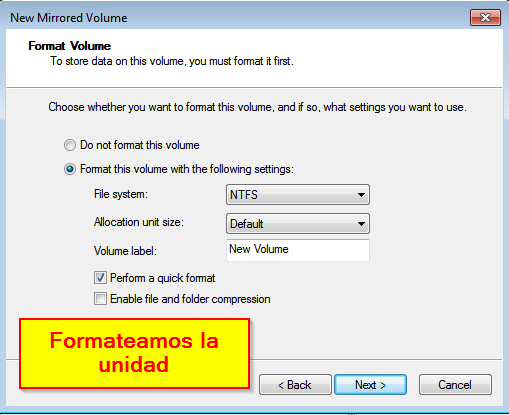 New Mirrored Volume
Format Volume
To store data on this volume, you must format it first.
Choose whether you want to format this volume, and if so, what settings you want to use.
Do not format this volume
Format this volume with the following settings:
File system: NTFS
Allocation unit size: Default
Volume label: New Volume
Perform a quick format
Enable file and folder compression
Formateamos la
unidad
< Back Next > Cancel